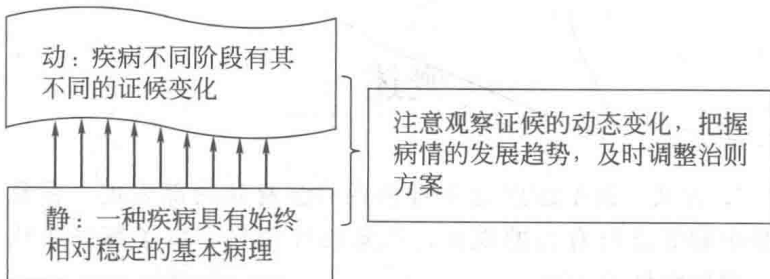 动：疾病不同阶段有其
不同的证候变化
注意观察证候的动态变化，把握
病情的发展趋势，及时调整治则
方案
静：一种疾病具有始终
相对稳定的基本病理